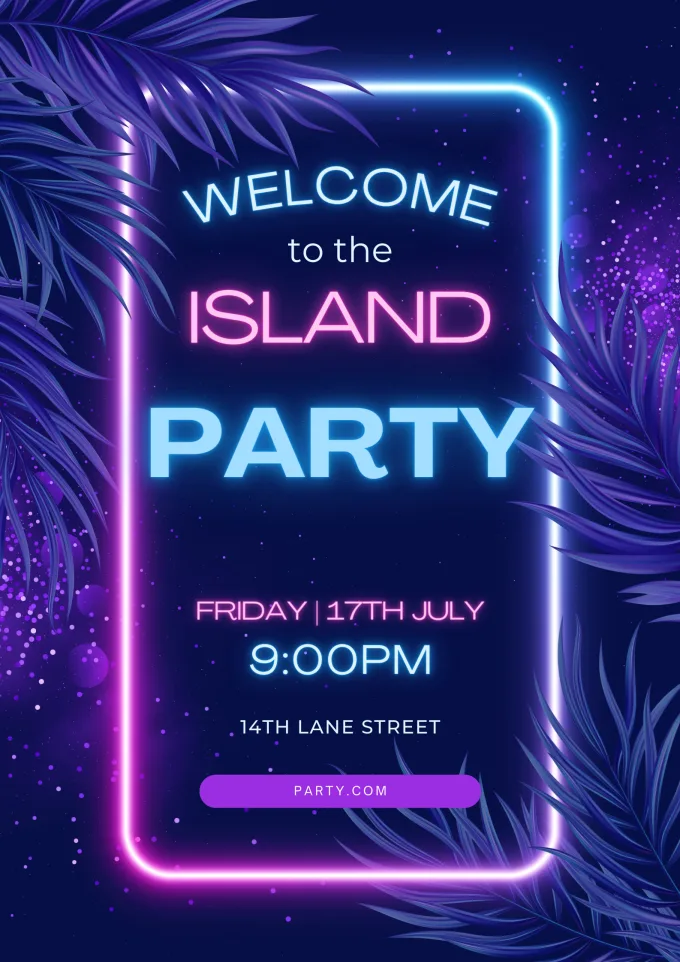 WELCOME
to the
ISLAND
PARTY
FRIDAY | 17TH JULY
9:00PM
14TH LANE STREET
PARTY.COM